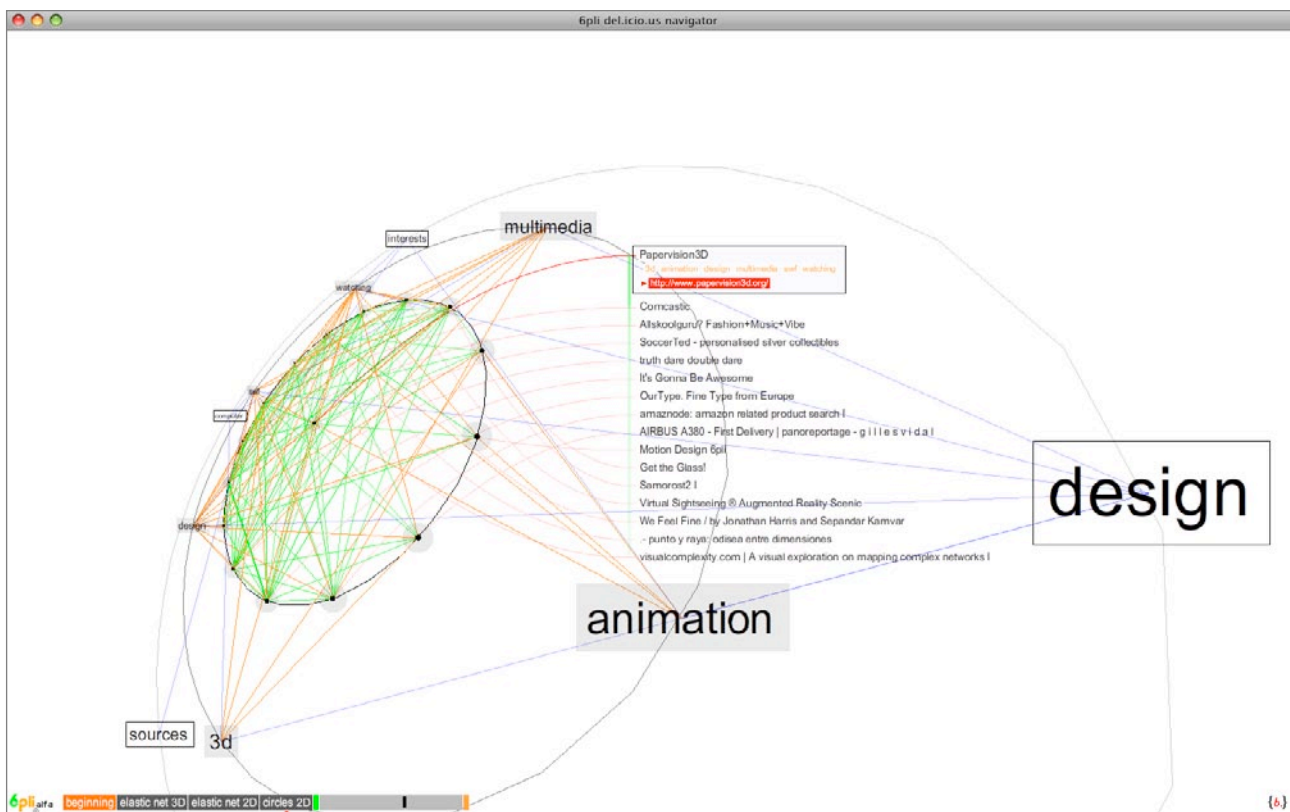 6pli del.icio.us navigator
multimedia
interests
Papervision3D
3d animation design multimedia swf watching
► http://www.papervision3d.org/
watching
Corncastic
Allskoolguru? Fashion+Music+Vibe
SoccerTed - personalised silver collectibles
truth dare double dare
It's Gonna Be Awesome
OurType. Fine Type from Europe
swf
computer
amaznode: amazon related product search l
AIRBUS A380 - First Delivery | panoreportage - g i l l e s v i d a l
Motion Design 6pli
Get the Glass!
Samorost2 l
Virtual Sightseeing ® Augmented Reality Scenic
We Feel Fine / by Jonathan Harris and Sepandar Kamvar
design
.- punto y raya: odisea entre dimensiones
visualcomplexity.com | A visual exploration on mapping complex networks l
design
animation
sources
3d
6pli alfa
beginning elastic net 3D elastic net 2D circles 2D
{6.}